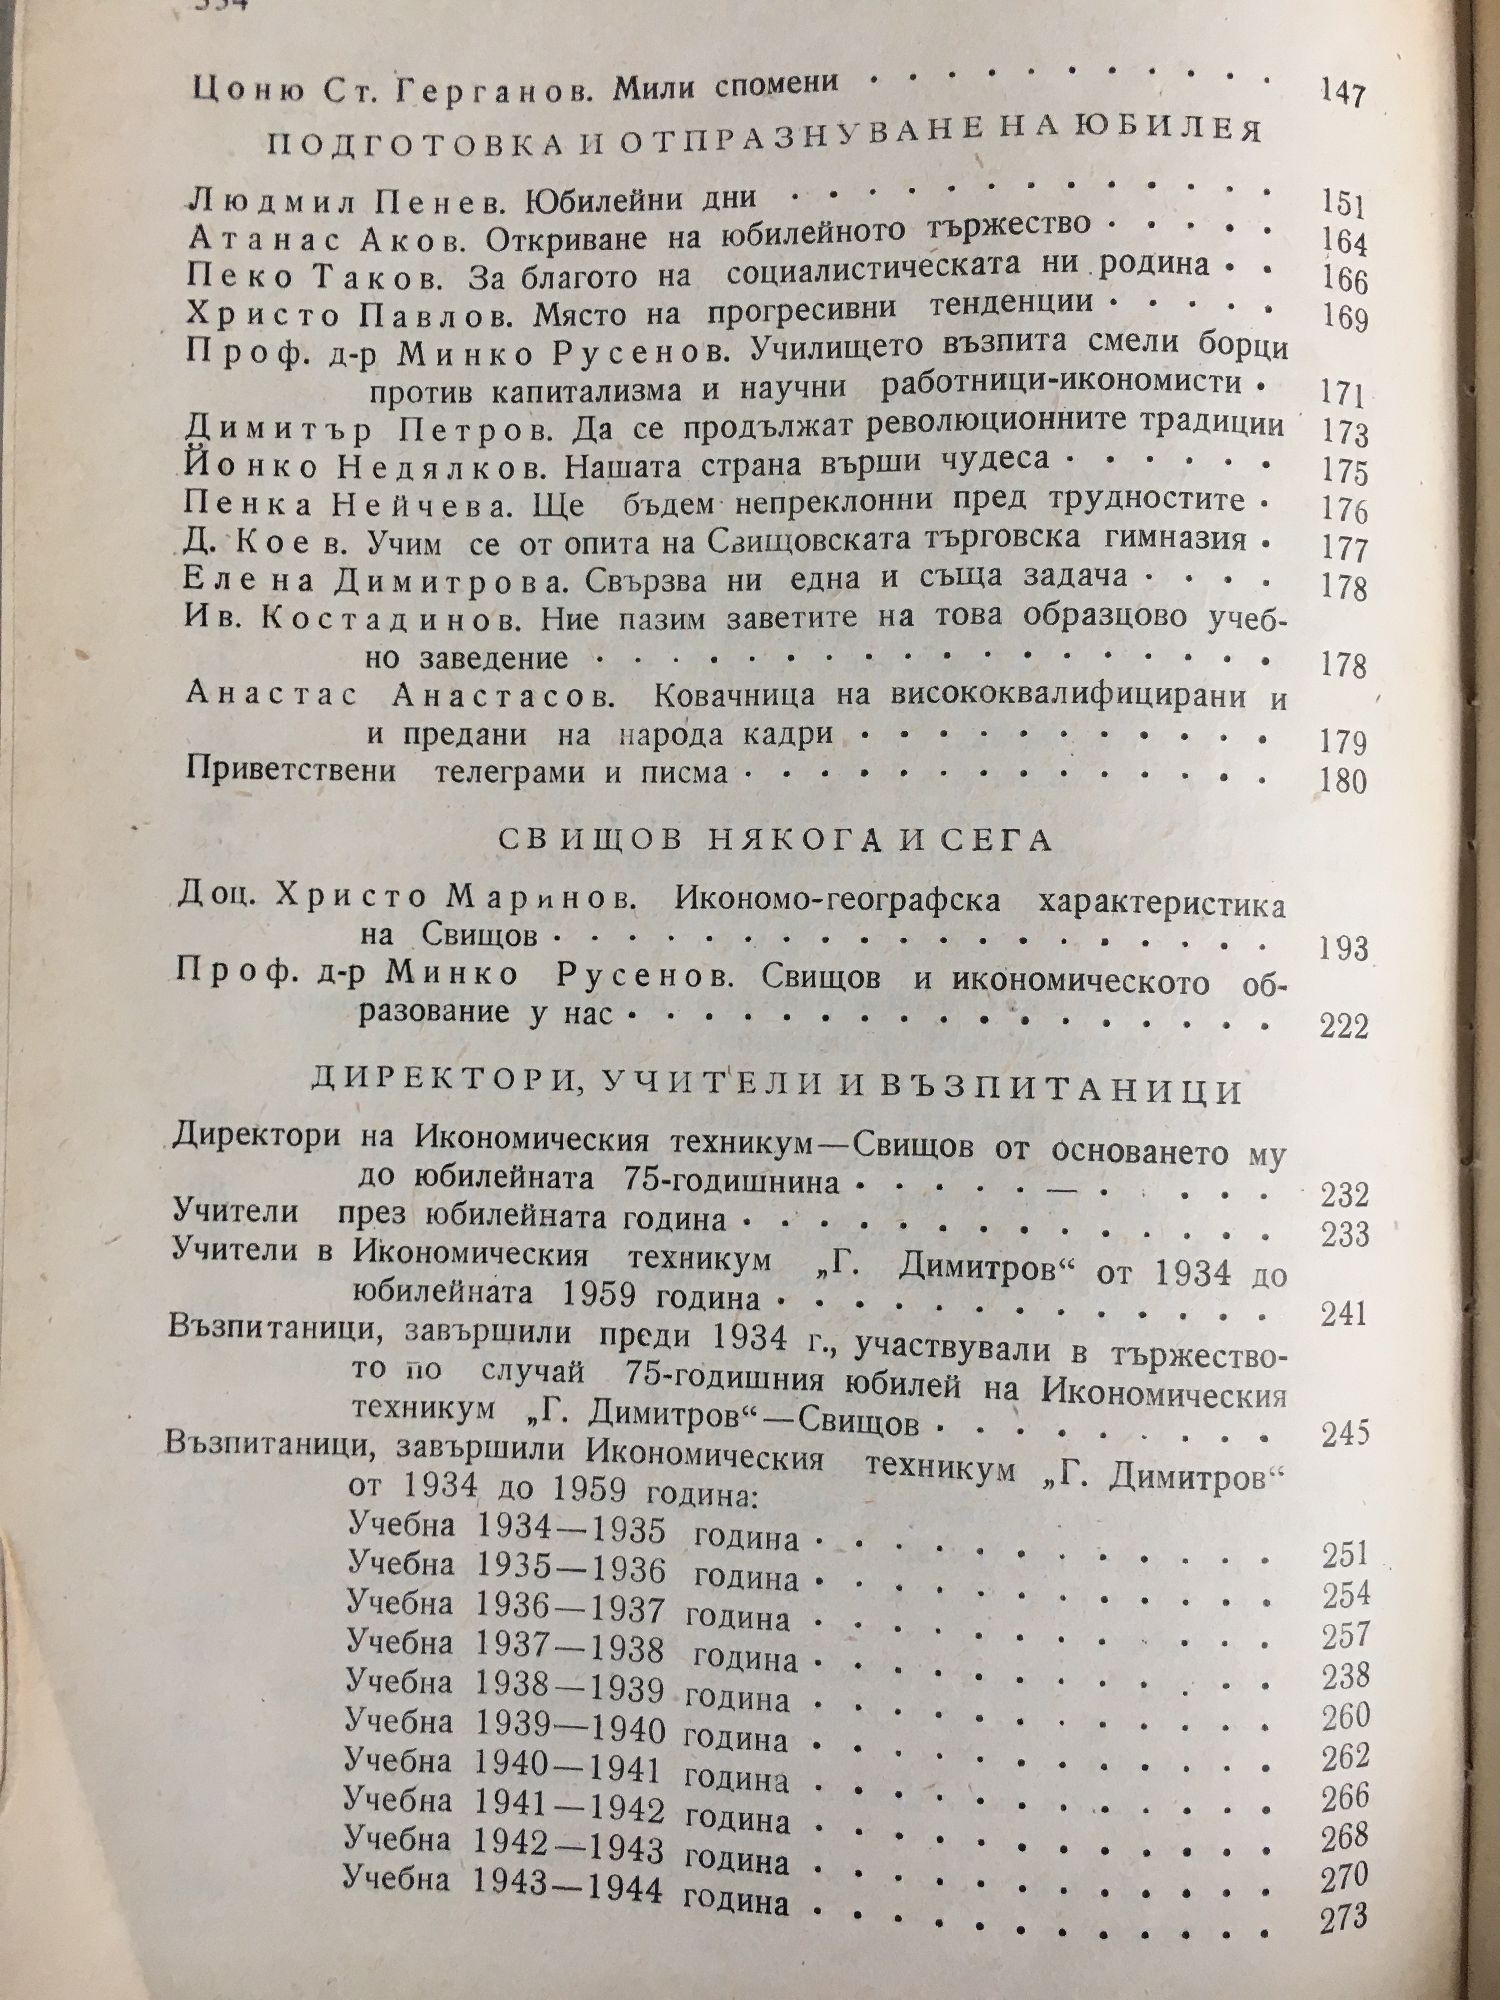 334
Цоню Ст. Герганов. Мили спомени . . . . . . . . . . . 147
ПОДГОТОВКА И ОТПРАЗНУВАНЕ НА ЮБИЛЕЯ
Людмил Пенев. Юбилейни дни . . . . . . . . . . . . . 151
Атанас Аков. Откриване на юбилейното тържество . . . . . 164
Пеко Таков. За благото на социалистическата ни родина . . 166
Христо Павлов. Място на прогресивни тенденции . . . . . 169
Проф. д-р Минко Русенов. Училището възпита смели борци
против капитализма и научни работници-икономисти . 171
Димитър Петров. Да се продължат революционните традиции 173
Йонко Недялков. Нашата страна върши чудеса . . . . . . 175
Пенка Нейчева. Ще бъдем непреклонни пред трудностите . 176
Д. Коев. Учим се от опита на Свищовската търговска гимназия . 177
Елена Димитрова. Свързва ни една и съща задача . . . . 178
Ив. Костадинов. Ние пазим заветите на това образцово учеб-
но заведение . . . . . . . . . . . . . . . . . . 178
Анастас Анастасов. Ковачница на висококвалифицирани и
и предани на народа кадри . . . . . . . . . . . 179
Приветствени телеграми и писма . . . . . . . . . . . . . . 180
СВИЩОВ НЯКОГА И СЕГА
Доц. Христо Маринов. Икономо-географска характеристика
на Свищов . . . . . . . . . . . . . . . . . . . 193
Проф. д-р Минко Русенов. Свищов и икономическото об-
разование у нас . . . . . . . . . . . . . . . . . 222
ДИРЕКТОРИ, УЧИТЕЛИ И ВЪЗПИТАНИЦИ
Директори на Икономическия техникум—Свищов от основането му
до юбилейната 75-годишнина . . . . . — . . . . . 232
Учители през юбилейната година . . . . . . . . . . . . . . 233
Учители в Икономическия техникум „Г. Димитров“ от 1934 до
юбилейната 1959 година . . . . . . . . . . . . . 241
Възпитаници, завършили преди 1934 г., участвували в тържество-
то по случай 75-годишния юбилей на Икономическия
техникум „Г. Димитров“—Свищов . . . . . . . . . 245
Възпитаници, завършили Икономическия техникум „Г. Димитров“
от 1934 до 1959 година:
Учебна 1934—1935 година . . . . . . . . . . . . 251
Учебна 1935—1936 година . . . . . . . . . . . . 254
Учебна 1936—1937 година . . . . . . . . . . . . 257
Учебна 1937—1938 година . . . . . . . . . . . . 238
Учебна 1938—1939 година . . . . . . . . . . . . 260
Учебна 1939—1940 година . . . . . . . . . . . . 262
Учебна 1940—1941 година . . . . . . . . . . . . 266
Учебна 1941—1942 година . . . . . . . . . . . . 268
Учебна 1942—1943 година . . . . . . . . . . . . 270
Учебна 1943—1944 година . . . . . . . . . . . . 273